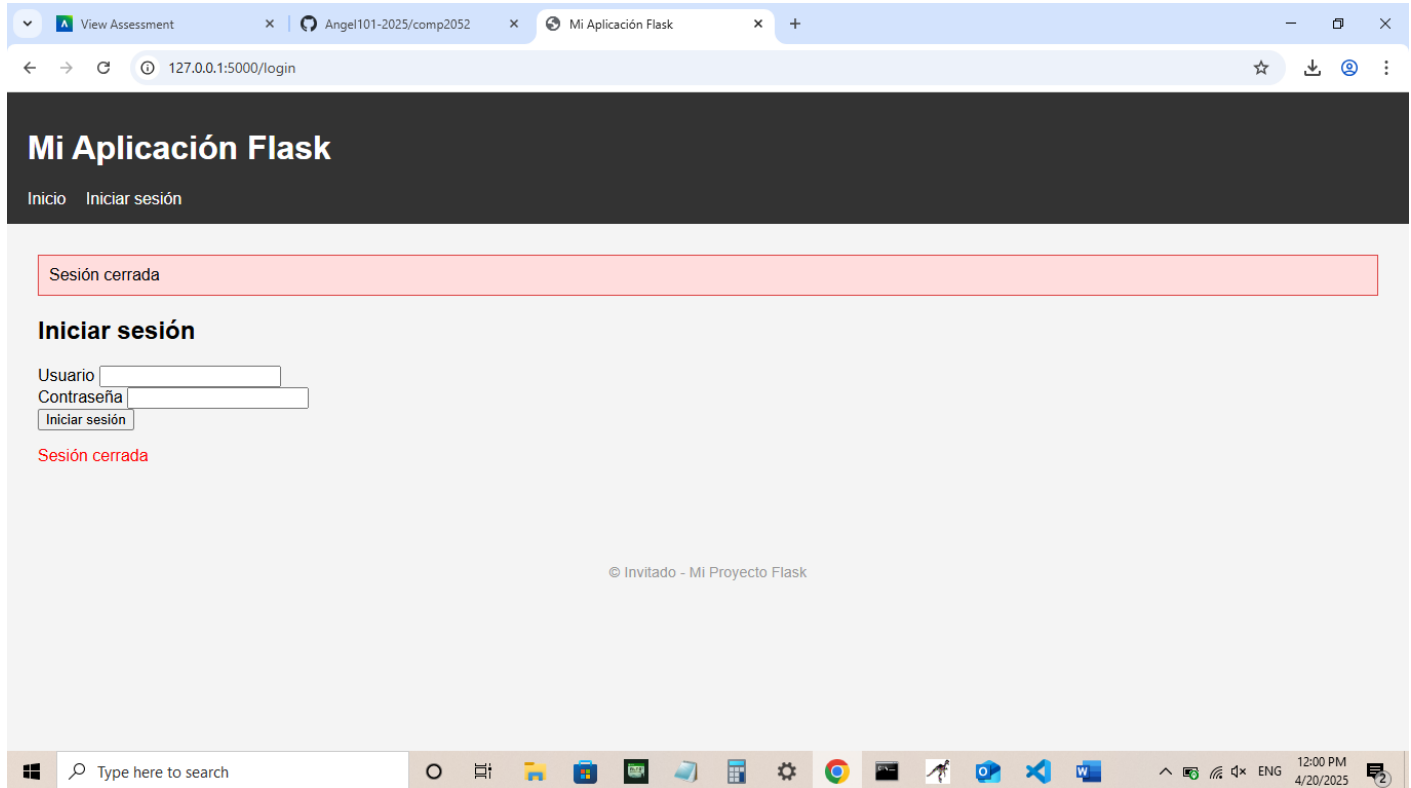 View Assessment
Angel101-2025/comp2052
Mi Aplicación Flask
127.0.0.1:5000/login
Mi Aplicación Flask
Inicio Iniciar sesión
Sesión cerrada
Iniciar sesión
Usuario
Contraseña
Iniciar sesión
Sesión cerrada
© Invitado - Mi Proyecto Flask
Type here to search
ENG
12:00 PM
4/20/2025
2